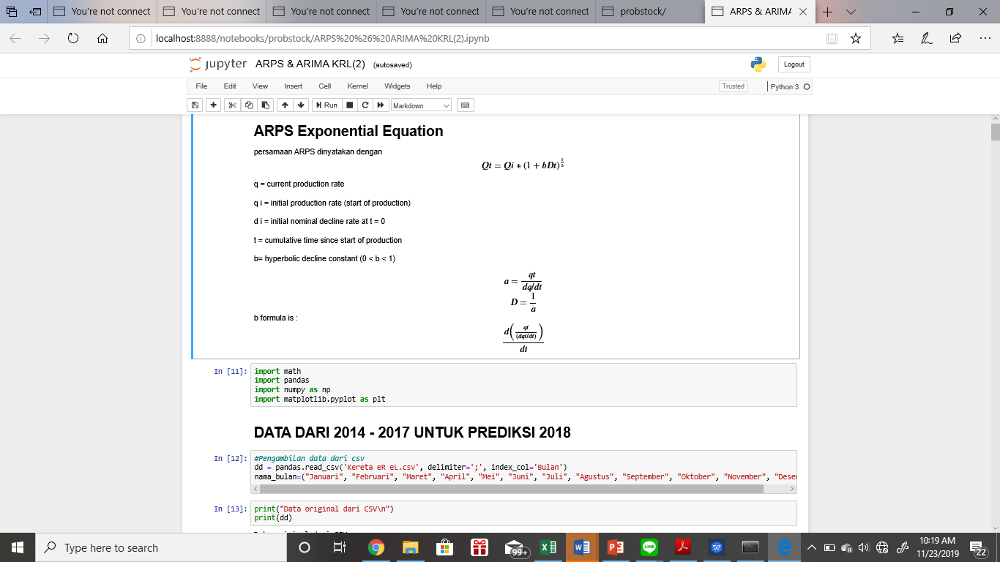 You're not connect
You're not connect
You're not connect
You're not connect
You're not connect
probstock/
ARPS & ARIMA
localhost:8888/notebooks/probstock/ARPS%20%26%20ARIMA%20KRL(2).ipynb
jupyter ARPS & ARIMA KRL(2) (autosaved)
Logout
File Edit View Insert Cell Kernel Widgets Help
Trusted
Python 3
Run
Markdown
ARPS Exponential Equation
persamaan ARPS dinyatakan dengan
Qt = Qi * (1 + bDt)^(1/b)
q = current production rate
q i = initial production rate (start of production)
d i = initial nominal decline rate at t = 0
t = cumulative time since start of production
b= hyperbolic decline constant (0 < b < 1)
a = qt / (dq/dt)
D = 1/a
b formula is :
d(qt/(dqt/dt)) / dt
In [11]:
import math
import pandas
import numpy as np
import matplotlib.pyplot as plt
DATA DARI 2014 - 2017 UNTUK PREDIKSI 2018
In [12]:
#Pengambilan data dari csv
dd = pandas.read_csv('Kereta eR eL.csv', delimiter=';', index_col='Bulan')
nama_bulan=("Januari", "Februari", "Maret", "April", "Mei", "Juni", "Juli", "Agustus", "September", "Oktober", "November", "Deser
In [13]:
print("Data original dari CSV\n")
print(dd)
Type here to search
99+
10:19 AM
11/23/2019
22